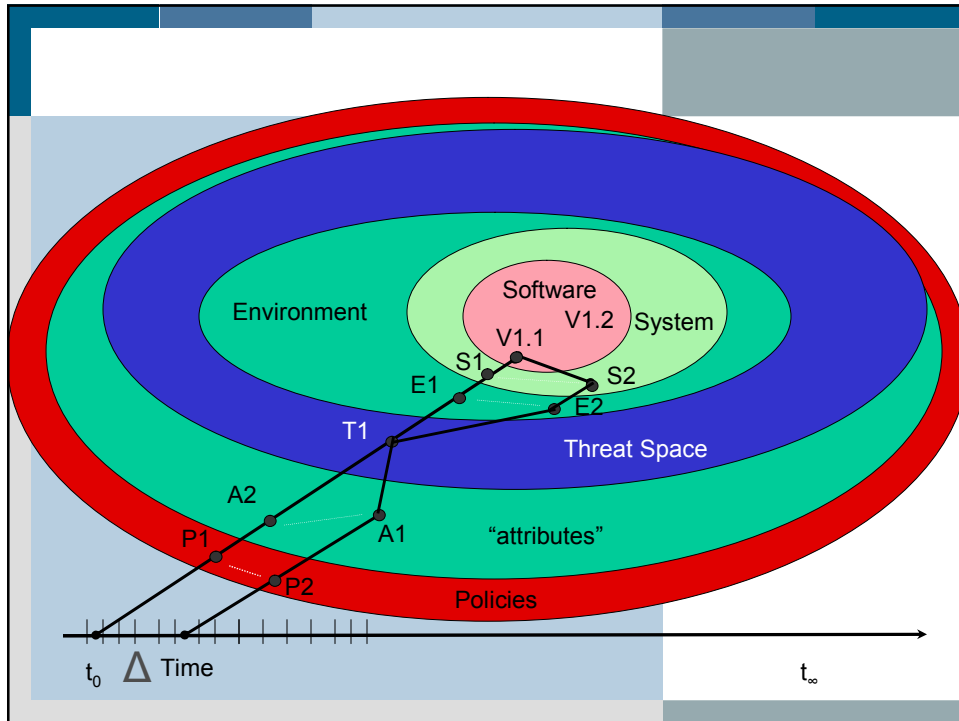 Software
Environment
V1.2
System
V1.1
S1
S2
E1
E2
T1
Threat Space
A2
A1
“attributes”
P1
P2
Policies
t₀
Δ Time
t∞